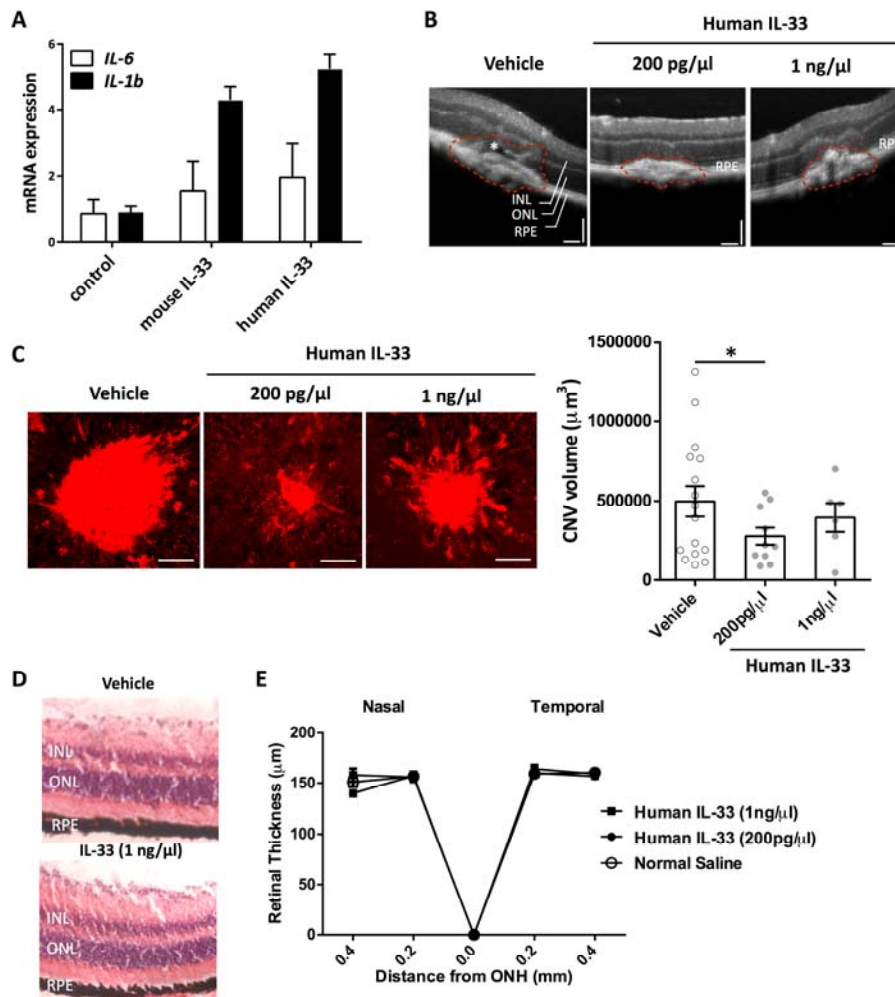 A
IL-6
IL-1b
mRNA expression
6
4
2
0
control
mouse IL-33
human IL-33
B
Human IL-33
Vehicle
200 pg/µl
1 ng/µl
*
INL
ONL
RPE
RPE
RP
C
Human IL-33
Vehicle
200 pg/µl
1 ng/µl
CNV volume (µm³)
1500000
1000000
500000
0
*
Vehicle
200pg/µl
1ng/µl
Human IL-33
D
Vehicle
INL
ONL
RPE
IL-33 (1 ng/µl)
INL
ONL
RPE
E
Nasal
Temporal
Retinal Thickness (µm)
200
150
100
50
0
0.4
0.2
0.0
0.2
0.4
Distance from ONH (mm)
Human IL-33 (1ng/µl)
Human IL-33 (200pg/µl)
Normal Saline